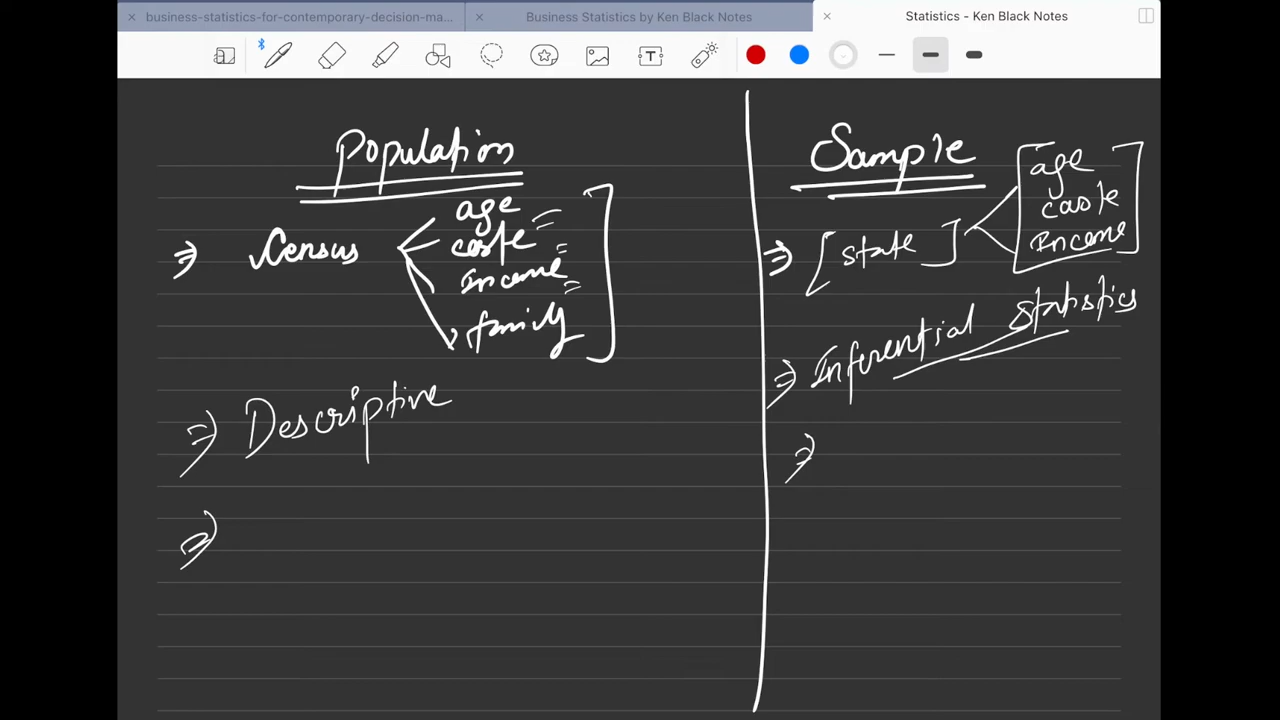 business-statistics-for-contemporary-decision-ma...
Business Statistics by Ken Black Notes
Statistics - Ken Black Notes
T
Population
⇒ Census
age
caste
Income
family
⇒ Descriptive
⇒
Sample
⇒ [state]
age
caste
Income
⇒ Inferential Statistics
⇒